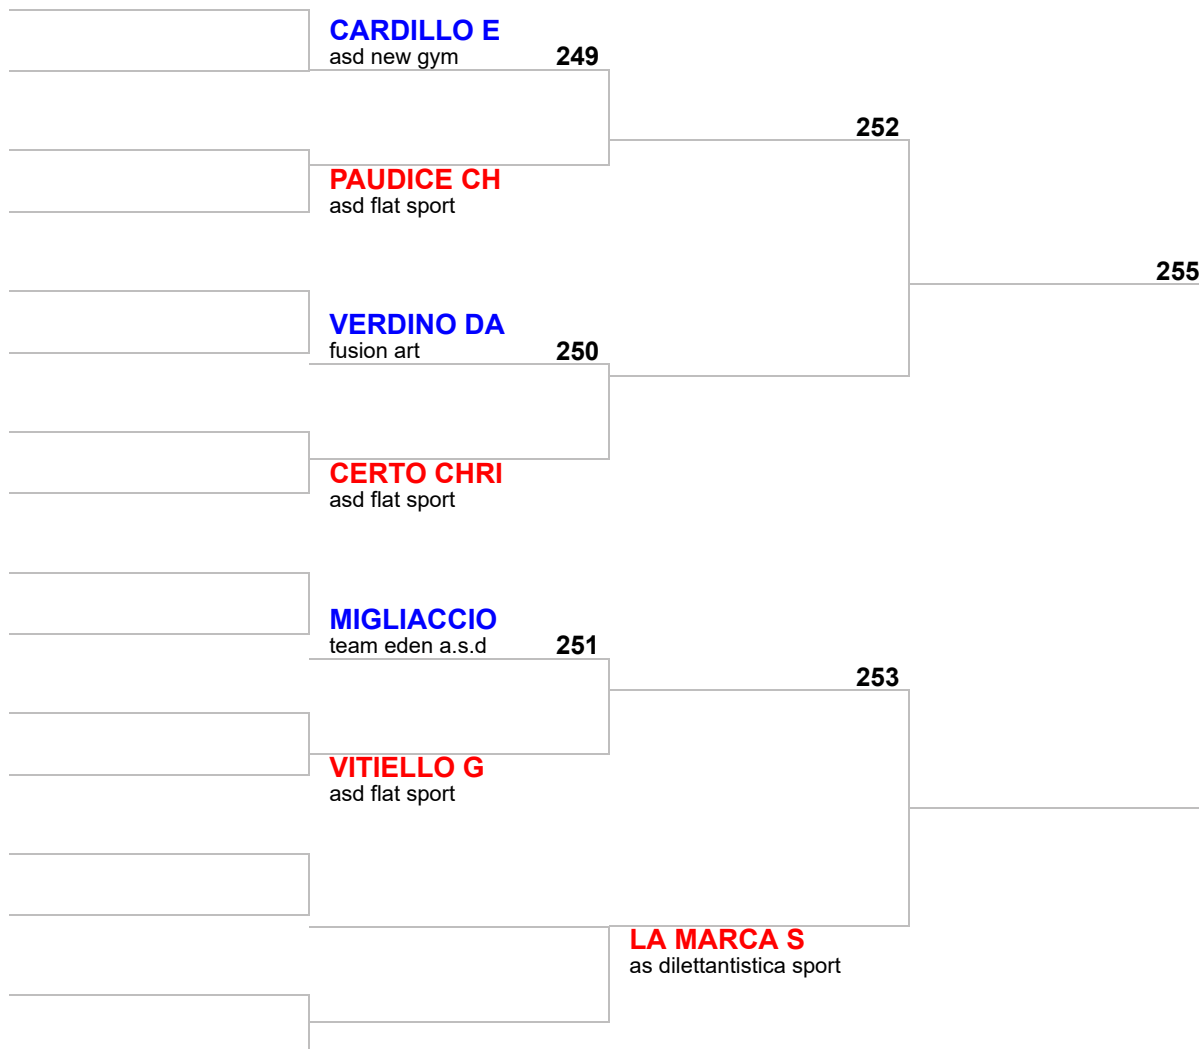 CARDILLO E
asd new gym
249
252
PAUDICE CH
asd flat sport
255
VERDINO DA
fusion art
250
CERTO CHRI
asd flat sport
MIGLIACCIO
team eden a.s.d
251
253
VITIELLO G
asd flat sport
LA MARCA S
as dilettantistica sport